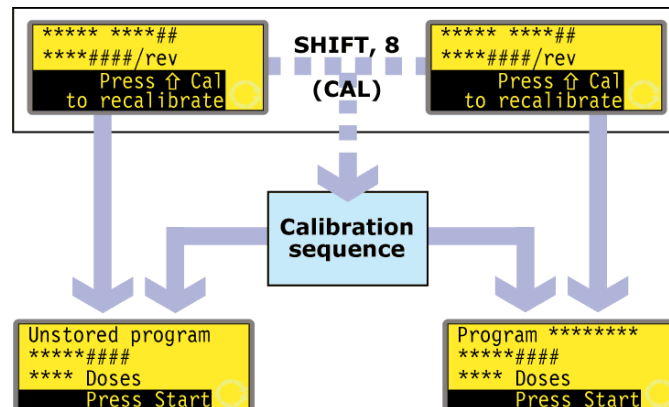 ***** ****##
****####/rev
Press ⇧ Cal
to recalibrate
SHIFT, 8
(CAL)
***** ****##
****####/rev
Press ⇧ Cal
to recalibrate
Calibration
sequence
Unstored program
*****####
**** Doses
Press Start
Program ********
*****####
**** Doses
Press Start